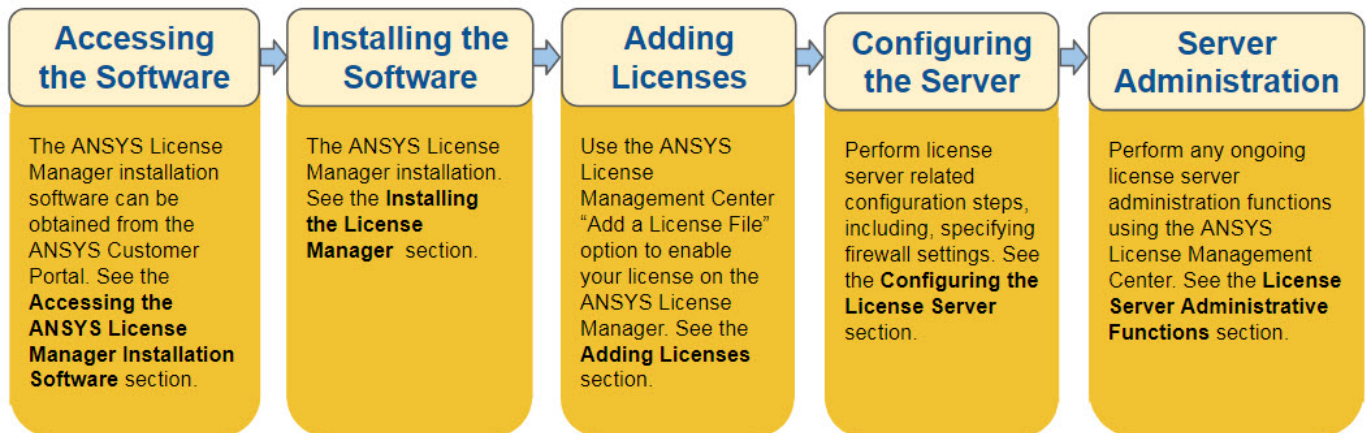 Accessing
the Software
The ANSYS License
Manager installation
software can be
obtained from the
ANSYS Customer
Portal. See the
Accessing the
ANSYS License
Manager Installation
Software section.
Installing the
Software
The ANSYS License
Manager installation.
See the Installing
the License
Manager section.
Adding
Licenses
Use the ANSYS
License
Management Center
“Add a License File”
option to enable
your license on the
ANSYS License
Manager. See the
Adding Licenses
section.
Configuring
the Server
Perform license
server related
configuration steps,
including, specifying
firewall settings. See
the Configuring the
License Server
section.
Server
Administration
Perform any ongoing
license server
administration functions
using the ANSYS
License Management
Center. See the License
Server Administrative
Functions section.